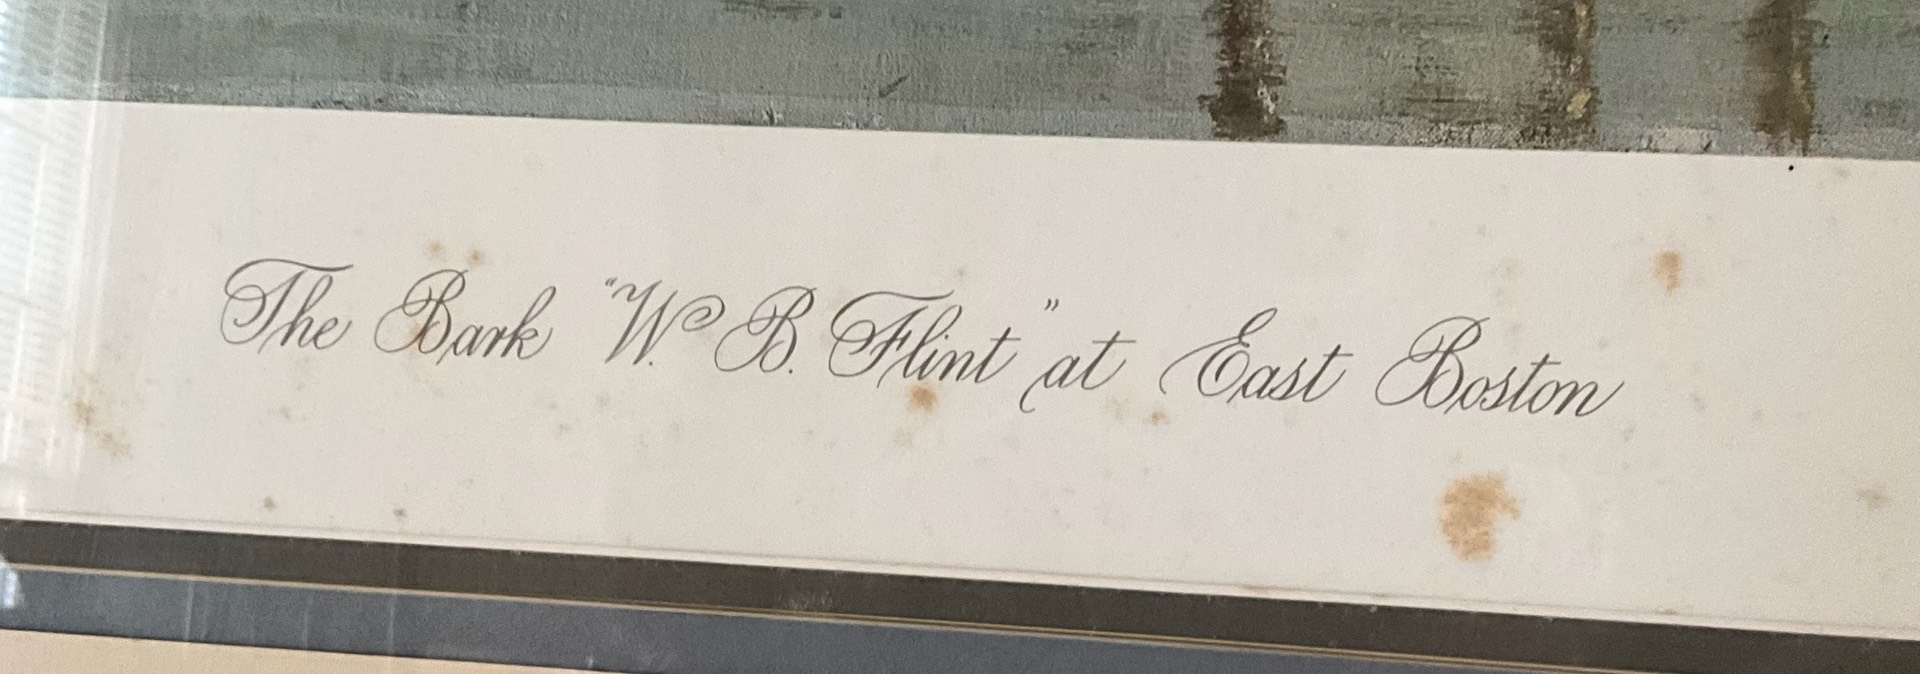 The Bark "W. B. Flint" at East Boston